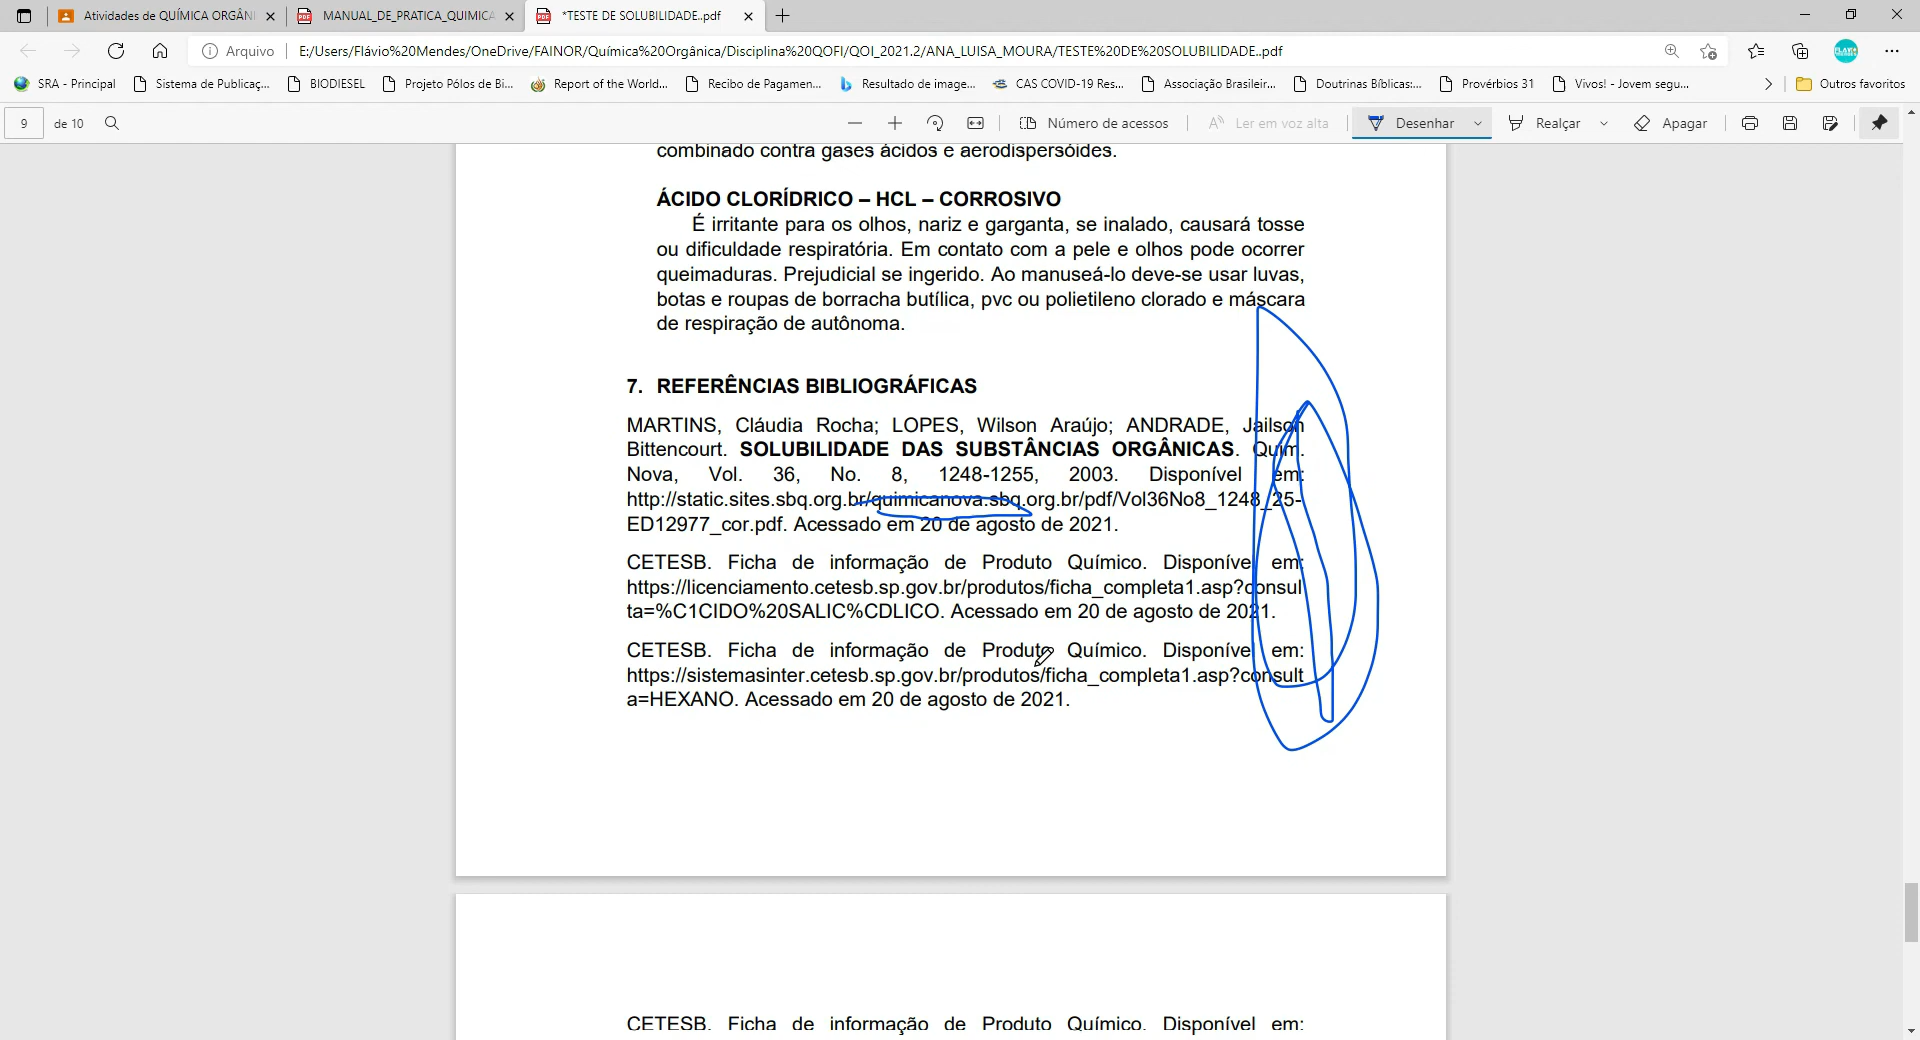 Atividades de QUÍMICA ORGÂNI
MANUAL_DE_PRATICA_QUIMICA
*TESTE DE SOLUBILIDADE..pdf
Arquivo
E:/Users/Flávio%20Mendes/OneDrive/FAINOR/Química%20Orgânica/Disciplina%20QOFI/QOI_2021.2/ANA_LUISA_MOURA/TESTE%20DE%20SOLUBILIDADE..pdf
SRA - Principal
Sistema de Publicaç...
BIODIESEL
Projeto Pólos de Bi...
Report of the World...
Recibo de Pagamen...
Resultado de image...
CAS COVID-19 Res...
Associação Brasileir...
Doutrinas Bíblicas:...
Provérbios 31
Vivos! - Jovem segu...
Outros favoritos
9 de 10
Número de acessos
Ler em voz alta
Desenhar
Realçar
Apagar
combinado contra gases ácidos e aerodispersóides.
ÁCIDO CLORÍDRICO – HCL – CORROSIVO
É irritante para os olhos, nariz e garganta, se inalado, causará tosse
ou dificuldade respiratória. Em contato com a pele e olhos pode ocorrer
queimaduras. Prejudicial se ingerido. Ao manuseá-lo deve-se usar luvas,
botas e roupas de borracha butílica, pvc ou polietileno clorado e máscara
de respiração de autônoma.
7. REFERÊNCIAS BIBLIOGRÁFICAS
MARTINS, Cláudia Rocha; LOPES, Wilson Araújo; ANDRADE, Jailson
Bittencourt. SOLUBILIDADE DAS SUBSTÂNCIAS ORGÂNICAS. Quim.
Nova, Vol. 36, No. 8, 1248-1255, 2003. Disponível em:
http://static.sites.sbq.org.br/quimicanova.sbq.org.br/pdf/Vol36No8_1248_25-
ED12977_cor.pdf. Acessado em 20 de agosto de 2021.
CETESB. Ficha de informação de Produto Químico. Disponível em:
https://licenciamento.cetesb.sp.gov.br/produtos/ficha_completa1.asp?consul
ta=%C1CIDO%20SALIC%CDLICO. Acessado em 20 de agosto de 2021.
CETESB. Ficha de informação de Produto Químico. Disponível em:
https://sistemasinter.cetesb.sp.gov.br/produtos/ficha_completa1.asp?consult
a=HEXANO. Acessado em 20 de agosto de 2021.
CETESB. Ficha de informação de Produto Químico. Disponível em: